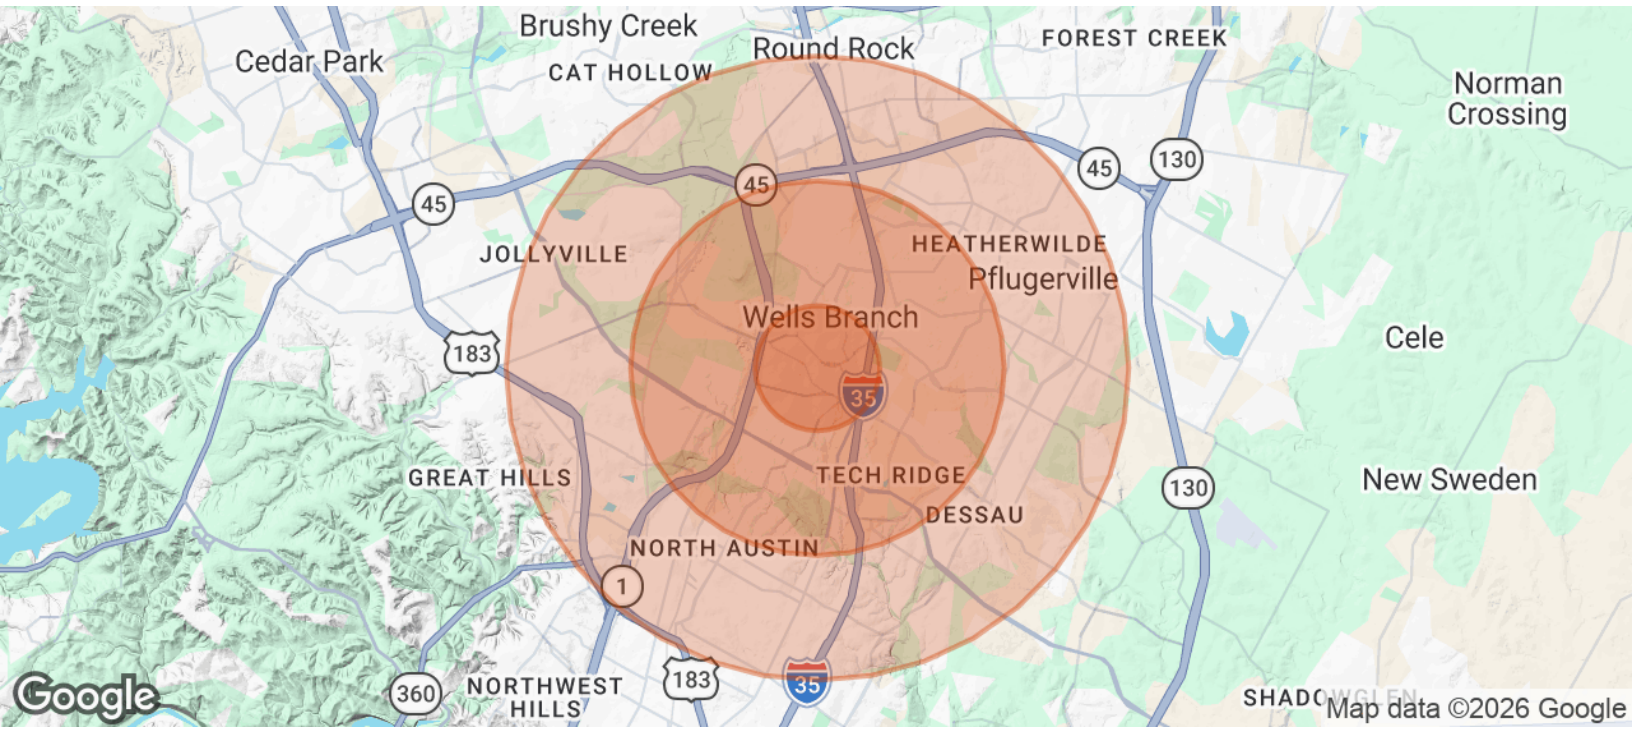 Brushy Creek
Cedar Park
CAT HOLLOW
Round Rock
FOREST CREEK
Norman
Crossing
45
130
45
45
JOLLYVILLE
HEATHERWILDE
Pflugerville
Wells Branch
183
35
Cele
GREAT HILLS
TECH RIDGE
130
New Sweden
DESSAU
NORTH AUSTIN
1
183
35
360
NORTHWEST
HILLS
SHADOWGLEN
Google
Map data ©2026 Google